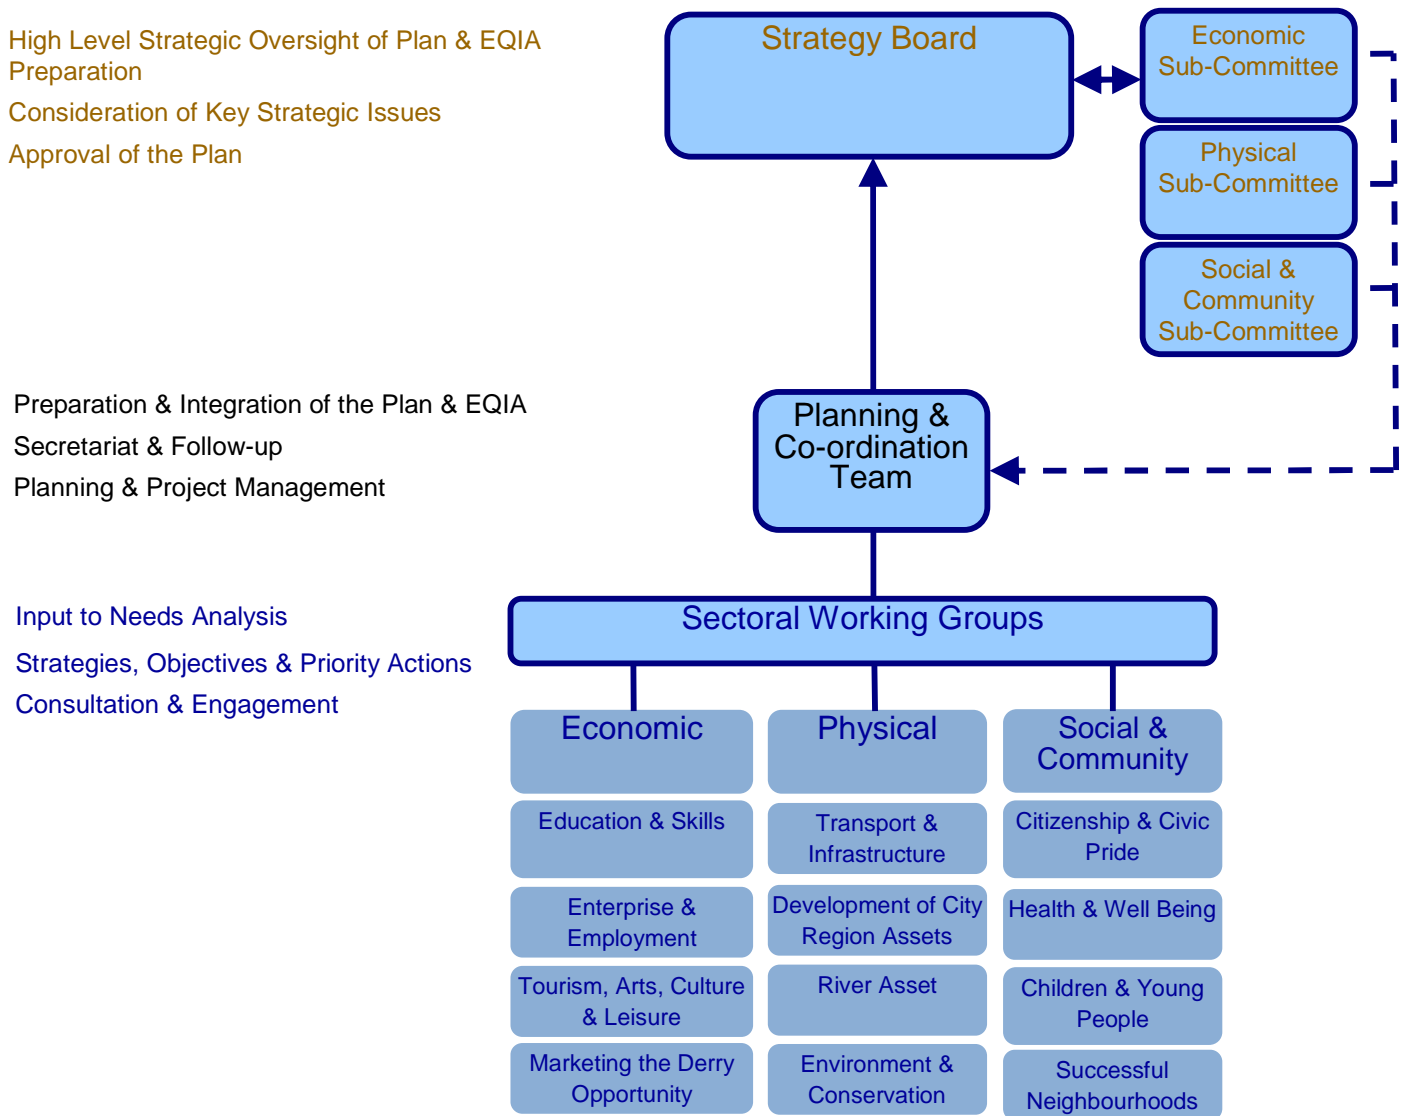 High Level Strategic Oversight of Plan & EQIA
Preparation
Consideration of Key Strategic Issues
Approval of the Plan
Strategy Board
Economic
Sub-Committee
Physical
Sub-Committee
Social &
Community
Sub-Committee
Preparation & Integration of the Plan & EQIA
Secretariat & Follow-up
Planning & Project Management
Planning &
Co-ordination
Team
Input to Needs Analysis
Strategies, Objectives & Priority Actions
Consultation & Engagement
Sectoral Working Groups
Economic
Education & Skills
Enterprise &
Employment
Tourism, Arts, Culture
& Leisure
Marketing the Derry
Opportunity
Physical
Transport &
Infrastructure
Development of City
Region Assets
River Asset
Environment &
Conservation
Social &
Community
Citizenship & Civic
Pride
Health & Well Being
Children & Young
People
Successful
Neighbourhoods